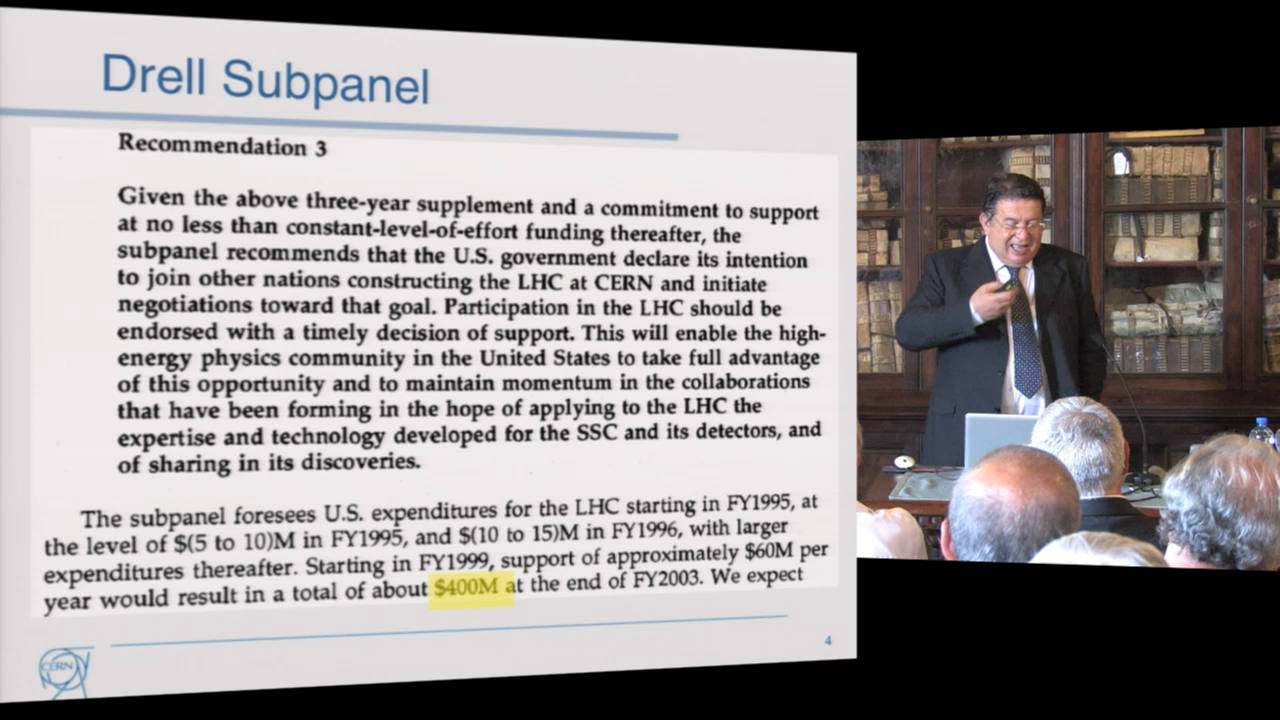 Drell Subpanel
Recommendation 3
Given the above three-year supplement and a commitment to support
at no less than constant-level-of-effort funding thereafter, the
subpanel recommends that the U.S. government declare its intention
to join other nations constructing the LHC at CERN and initiate
negotiations toward that goal. Participation in the LHC should be
endorsed with a timely decision of support. This will enable the high-
energy physics community in the United States to take full advantage
of this opportunity and to maintain momentum in the collaborations
that have been forming in the hope of applying to the LHC the
expertise and technology developed for the SSC and its detectors, and
of sharing in its discoveries.
The subpanel foresees U.S. expenditures for the LHC starting in FY1995, at
the level of $(5 to 10)M in FY1995, and $(10 to 15)M in FY1996, with larger
expenditures thereafter. Starting in FY1999, support of approximately $60M per
year would result in a total of about $400M at the end of FY2003. We expect
CERN
4